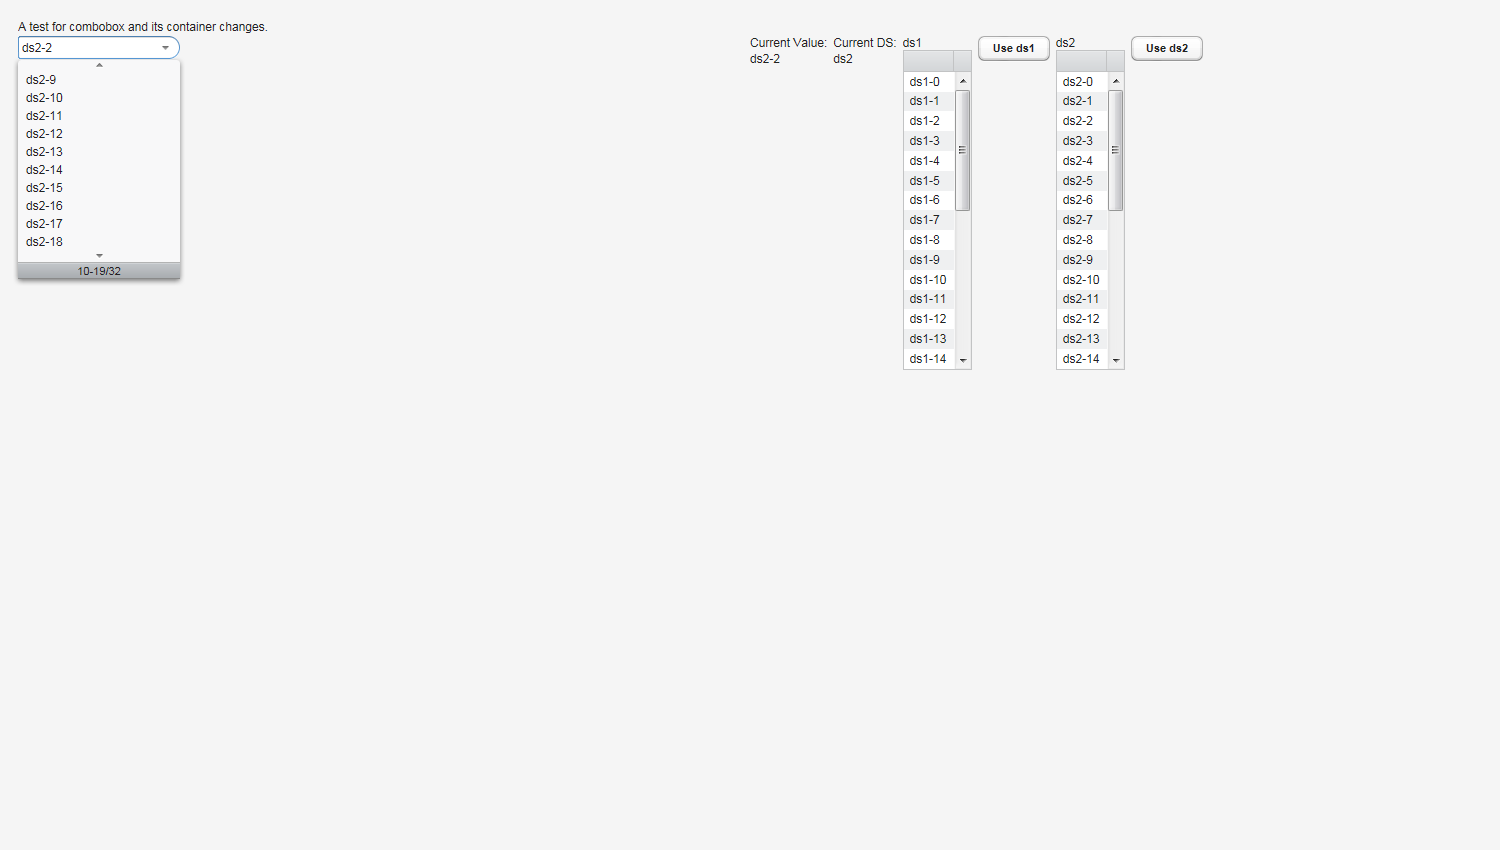 A test for combobox and its container changes.
ds2-2
ds2-9
ds2-10
ds2-11
ds2-12
ds2-13
ds2-14
ds2-15
ds2-16
ds2-17
ds2-18
10-19/32
Current Value:
ds2-2
Current DS:
ds2
ds1
ds1-0
ds1-1
ds1-2
ds1-3
ds1-4
ds1-5
ds1-6
ds1-7
ds1-8
ds1-9
ds1-10
ds1-11
ds1-12
ds1-13
ds1-14
Use ds1
ds2
ds2-0
ds2-1
ds2-2
ds2-3
ds2-4
ds2-5
ds2-6
ds2-7
ds2-8
ds2-9
ds2-10
ds2-11
ds2-12
ds2-13
ds2-14
Use ds2